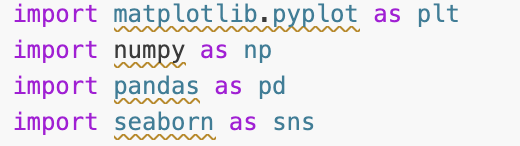 import matplotlib.pyplot as plt
import numpy as np
import pandas as pd
import seaborn as sns